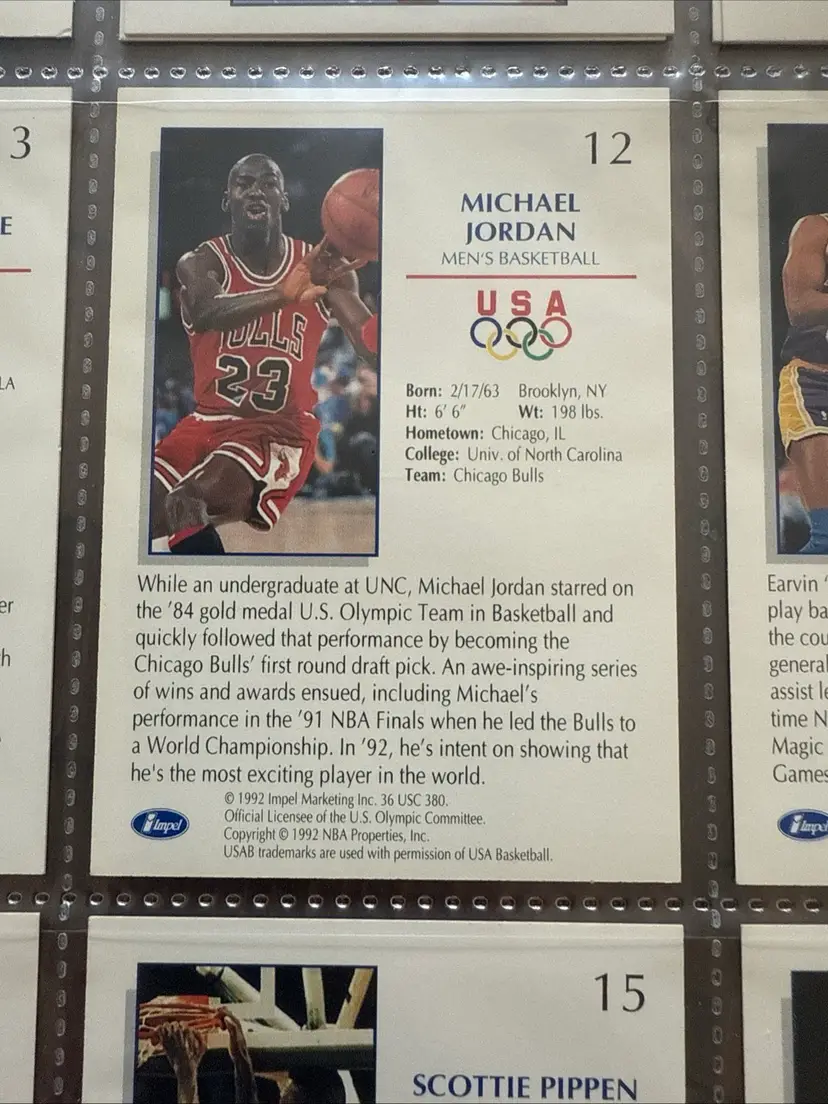 3
E
LA
er
h
12
MICHAEL
JORDAN
MEN'S BASKETBALL
USA
BULLS
23
Born: 2/17/63 Brooklyn, NY
Ht: 6' 6" Wt: 198 lbs.
Hometown: Chicago, IL
College: Univ. of North Carolina
Team: Chicago Bulls
While an undergraduate at UNC, Michael Jordan starred on
the '84 gold medal U.S. Olympic Team in Basketball and
quickly followed that performance by becoming the
Chicago Bulls' first round draft pick. An awe-inspiring series
of wins and awards ensued, including Michael's
performance in the '91 NBA Finals when he led the Bulls to
a World Championship. In '92, he's intent on showing that
he's the most exciting player in the world.
Impel
© 1992 Impel Marketing Inc. 36 USC 380.
Official Licensee of the U.S. Olympic Committee.
Copyright © 1992 NBA Properties, Inc.
USAB trademarks are used with permission of USA Basketball.
Earvin '
play ba
the cou
general
assist le
time N
Magic
Games
Impel
15
SCOTTIE PIPPEN